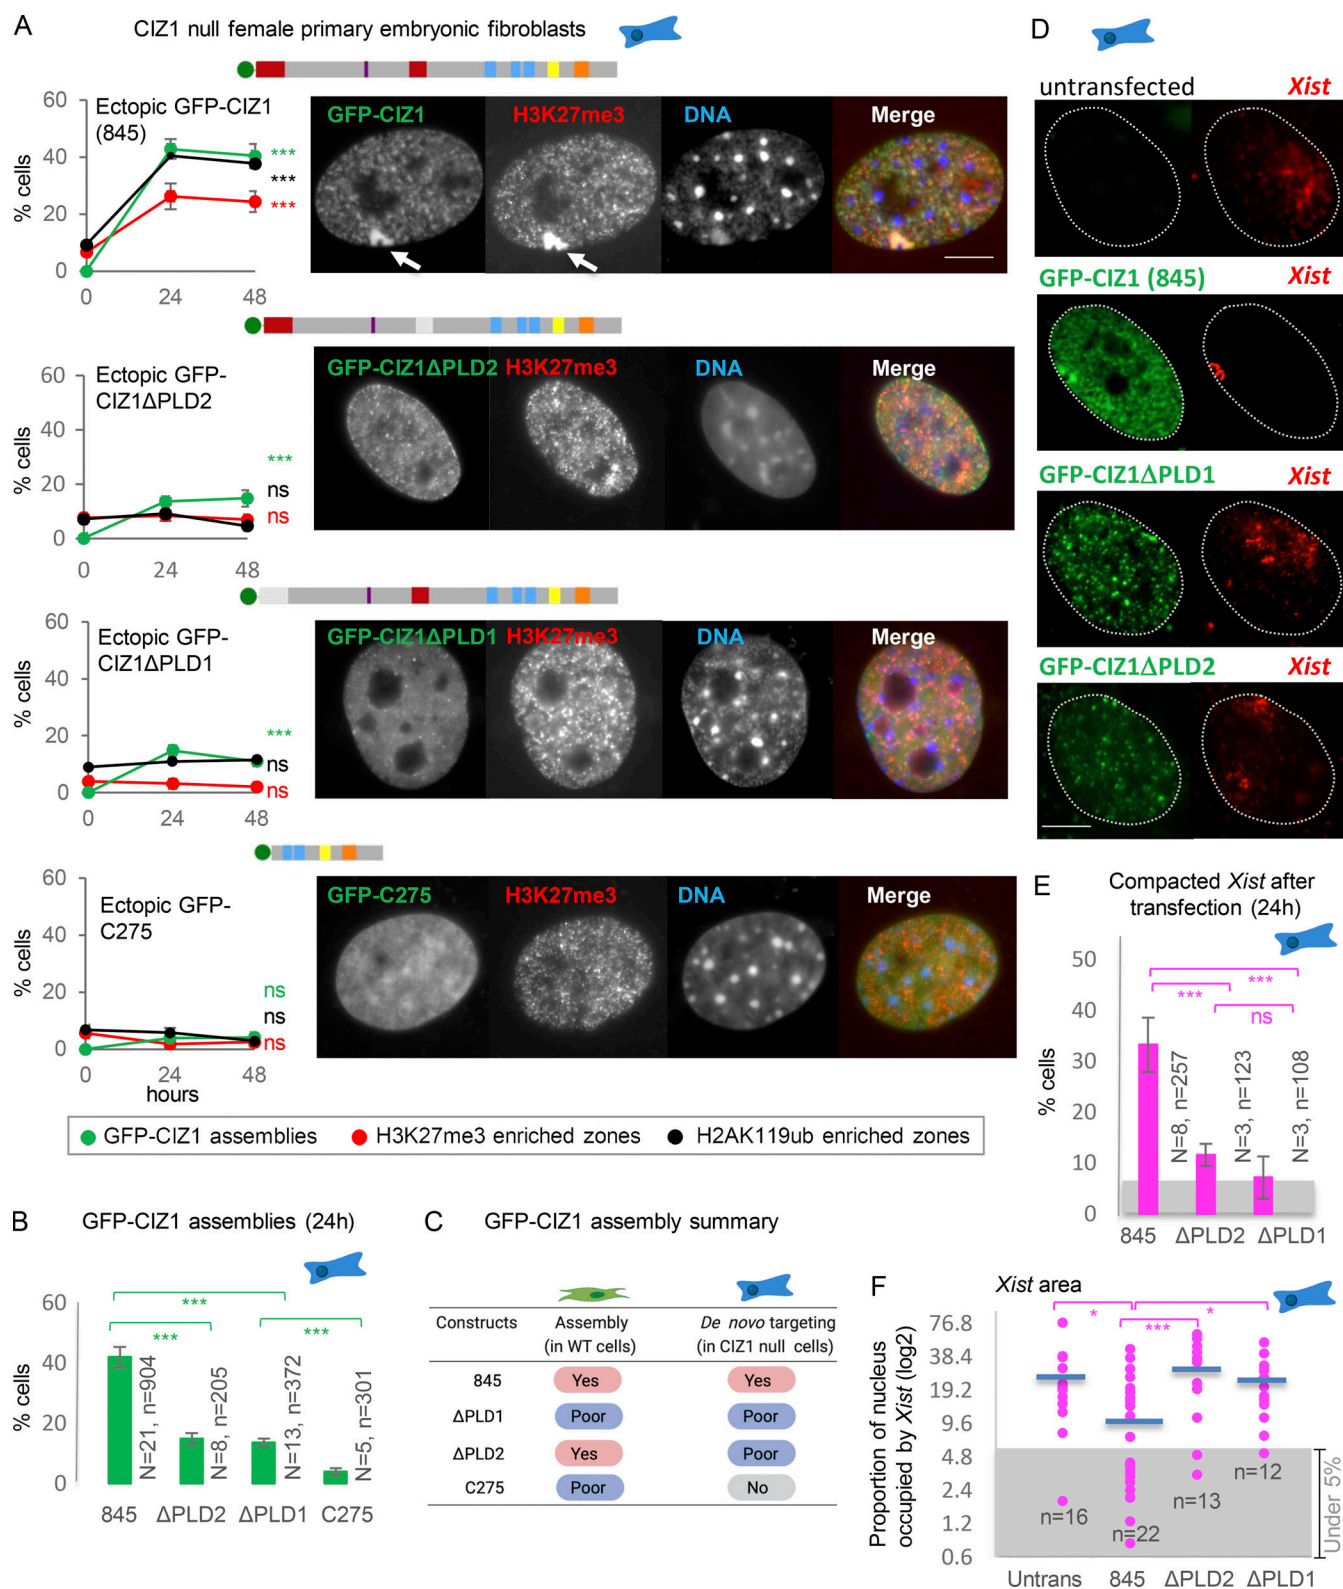 A
CIZ1 null female primary embryonic fibroblasts
Ectopic GFP-CIZ1
(845)
% cells
60
40
20
0
0
24
48
***
***
***
GFP-CIZ1
H3K27me3
DNA
Merge
Ectopic GFP-
CIZ1ΔPLD2
% cells
60
40
20
0
0
24
48
***
ns
ns
GFP-CIZ1ΔPLD2
H3K27me3
DNA
Merge
Ectopic GFP-
CIZ1ΔPLD1
% cells
60
40
20
0
0
24
48
***
ns
ns
GFP-CIZ1ΔPLD1
H3K27me3
DNA
Merge
Ectopic GFP-
C275
% cells
60
40
20
0
0
24
48
hours
ns
ns
ns
GFP-C275
H3K27me3
DNA
Merge
GFP-CIZ1 assemblies
H3K27me3 enriched zones
H2AK119ub enriched zones
B
GFP-CIZ1 assemblies (24h)
% cells
60
40
20
0
***
***
***
N=21, n=904
N=8, n=205
N=13, n=372
N=5, n=301
845
ΔPLD2
ΔPLD1
C275
C
GFP-CIZ1 assembly summary
Constructs
Assembly
(in WT cells)
De novo targeting
(in CIZ1 null cells)
845 Yes Yes
ΔPLD1 Poor Poor
ΔPLD2 Yes Poor
C275 Poor No
D
untransfected
Xist
GFP-CIZ1 (845)
Xist
GFP-CIZ1ΔPLD1
Xist
GFP-CIZ1ΔPLD2
Xist
E
Compacted Xist after
transfection (24h)
% cells
50
40
30
20
10
0
***
***
ns
N=8, n=257
N=3, n=123
N=3, n=108
845
ΔPLD2
ΔPLD1
F
Xist area
Proportion of nucleus
occupied by Xist (log2)
76.8
38.4
19.2
9.6
4.8
2.4
1.2
0.6
*
***
*
n=16
n=22
n=13
n=12
Under 5%
Untrans
845
ΔPLD2
ΔPLD1